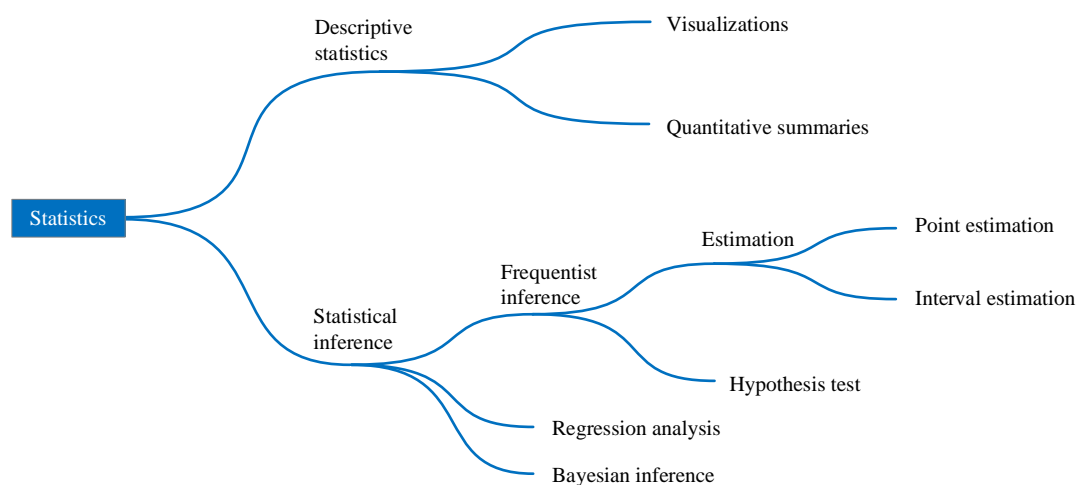 Descriptive
statistics
Visualizations
Quantitative summaries
Statistics
Statistical
inference
Frequentist
inference
Estimation
Point estimation
Interval estimation
Hypothesis test
Regression analysis
Bayesian inference